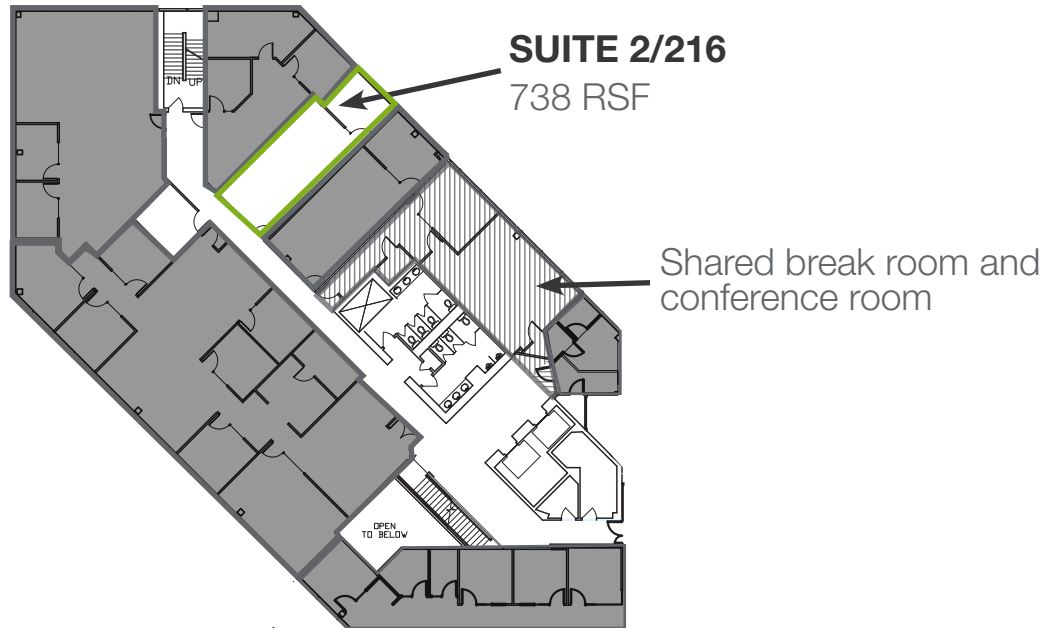 SUITE 2/216
738 RSF
DN UP
Shared break room and
conference room
OPEN
TO BELOW